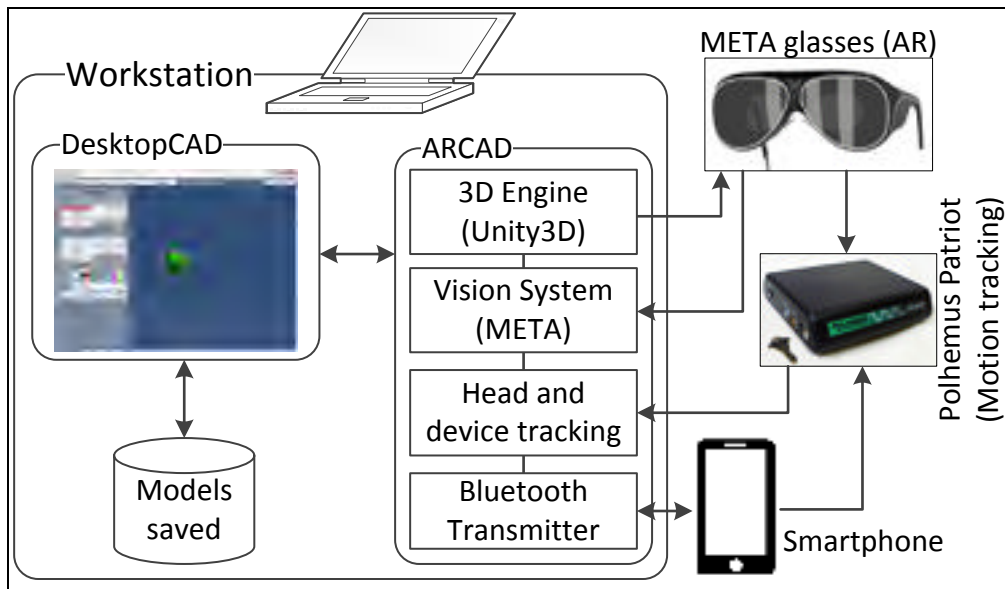 META glasses (AR)
Workstation
DesktopCAD
ARCAD
3D Engine
(Unity3D)
Vision System
(META)
Head and
device tracking
Bluetooth
Transmitter
Models
saved
Polhemus Patriot
(Motion tracking)
Smartphone